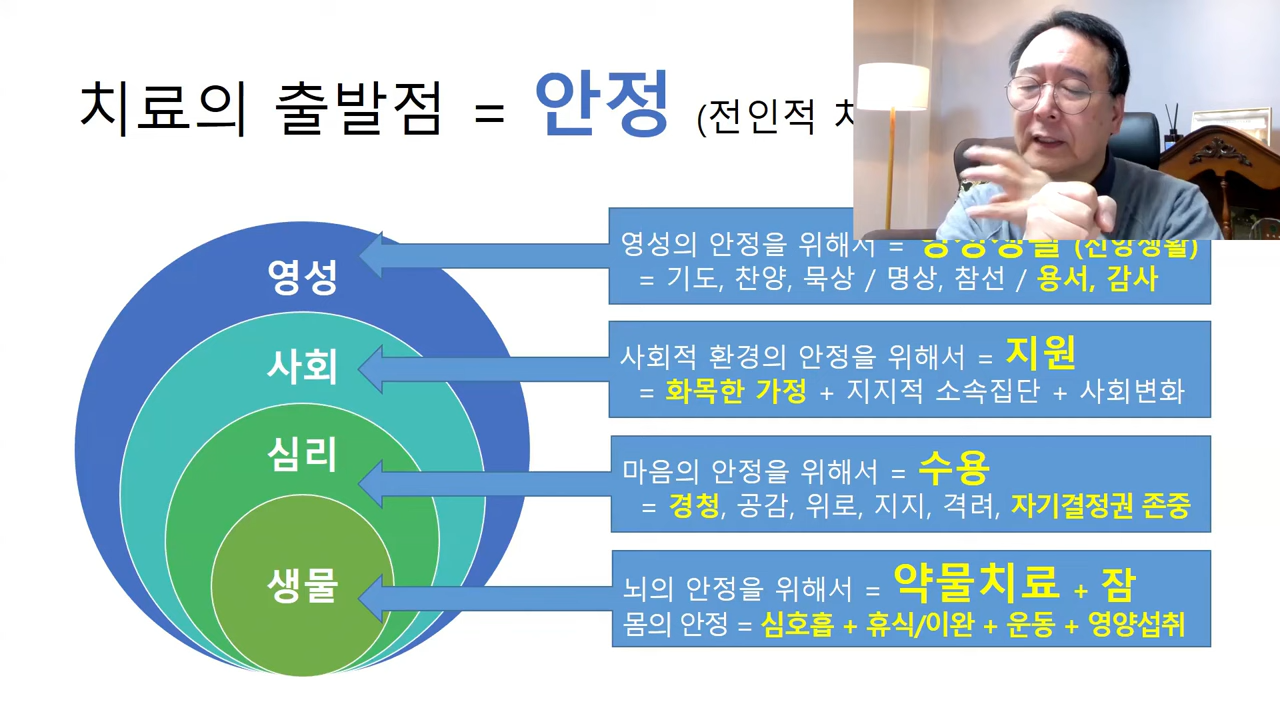 치료의 출발점 = 안정 (전인적
영성
사회
심리
생물
영성의 안정을 위해서 = (신앙생활)
= 기도, 찬양, 묵상 / 명상, 참선 / 용서, 감사
사회적 환경의 안정을 위해서 = 지원
= 화목한 가정 + 지지적 소속집단 + 사회변화
마음의 안정을 위해서 = 수용
= 경청, 공감, 위로, 지지, 격려, 자기결정권 존중
뇌의 안정을 위해서 = 약물치료 + 잠
몸의 안정 = 심호흡 + 휴식/이완 + 운동 + 영양섭취